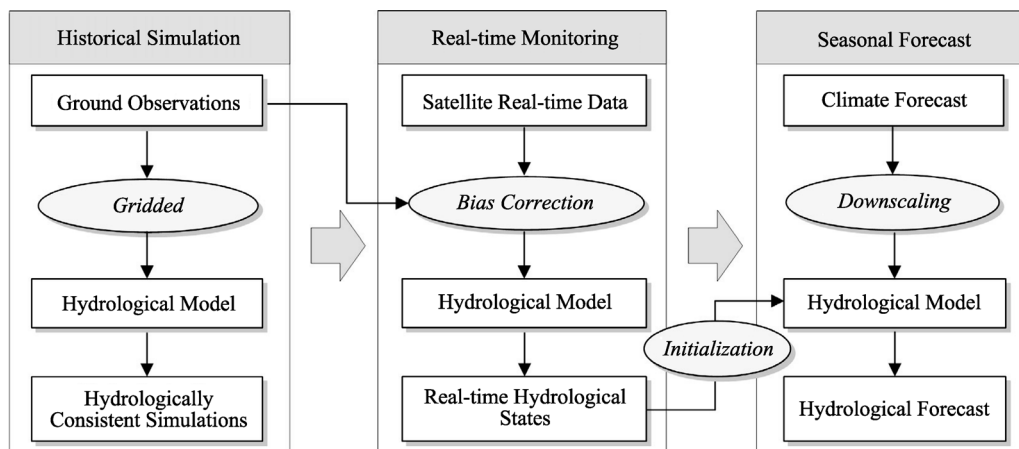 Historical Simulation
Ground Observations
Gridded
Hydrological Model
Hydrologically
Consistent Simulations
Real-time Monitoring
Satellite Real-time Data
Bias Correction
Hydrological Model
Real-time Hydrological
States
Initialization
Seasonal Forecast
Climate Forecast
Downscaling
Hydrological Model
Hydrological Forecast